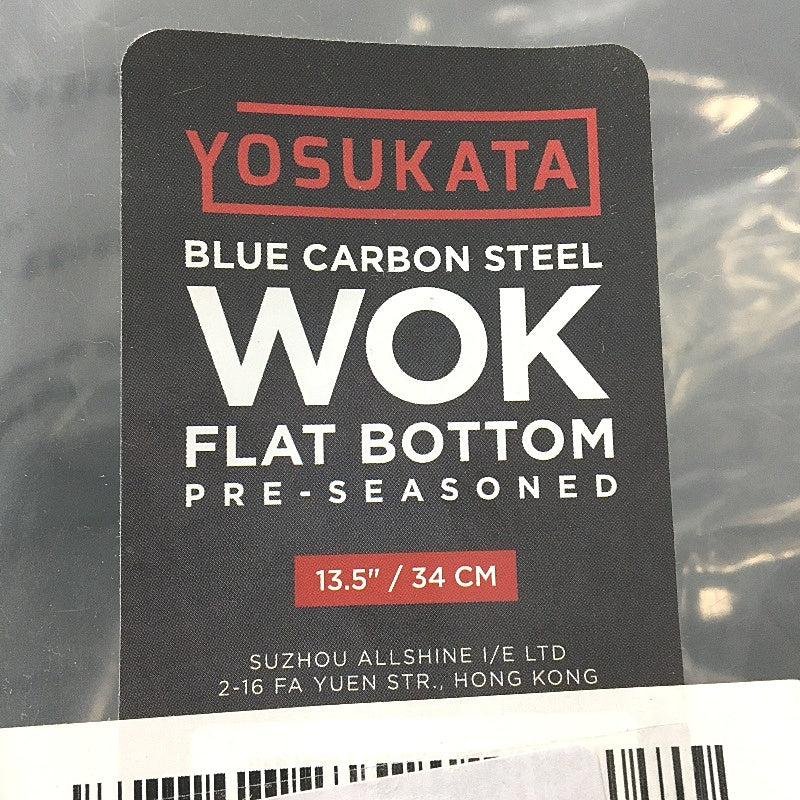 YOSUKATA
BLUE CARBON STEEL
WOK
FLAT BOTTOM
PRE-SEASONED
13.5" / 34 CM
SUZHOU ALLSHINE I/E LTD
2-16 FA YUEN STR., HONG KONG